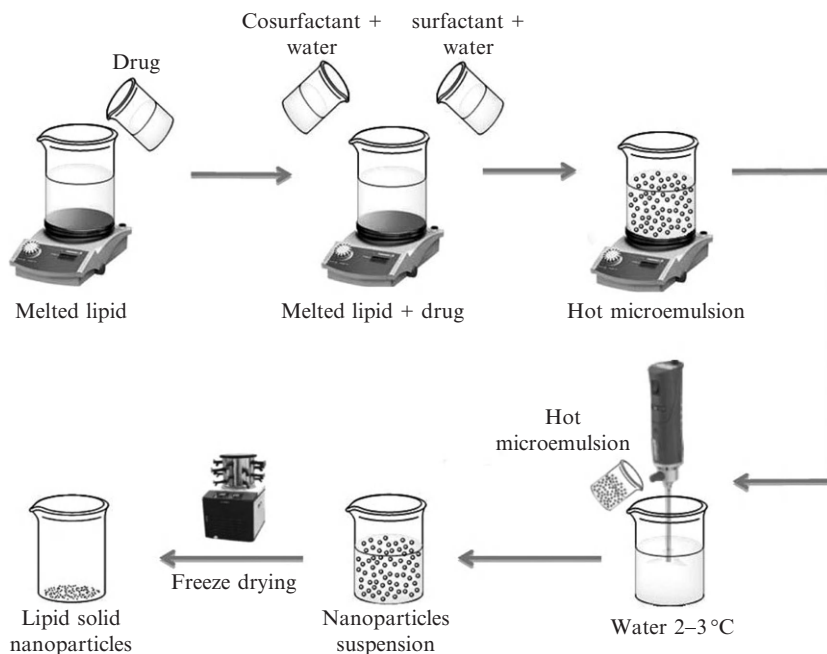 Drug
Cosurfactant +
water
surfactant +
water
Melted lipid
Melted lipid + drug
Hot microemulsion
Hot
microemulsion
Freeze drying
Lipid solid
nanoparticles
Nanoparticles
suspension
Water 2–3 °C